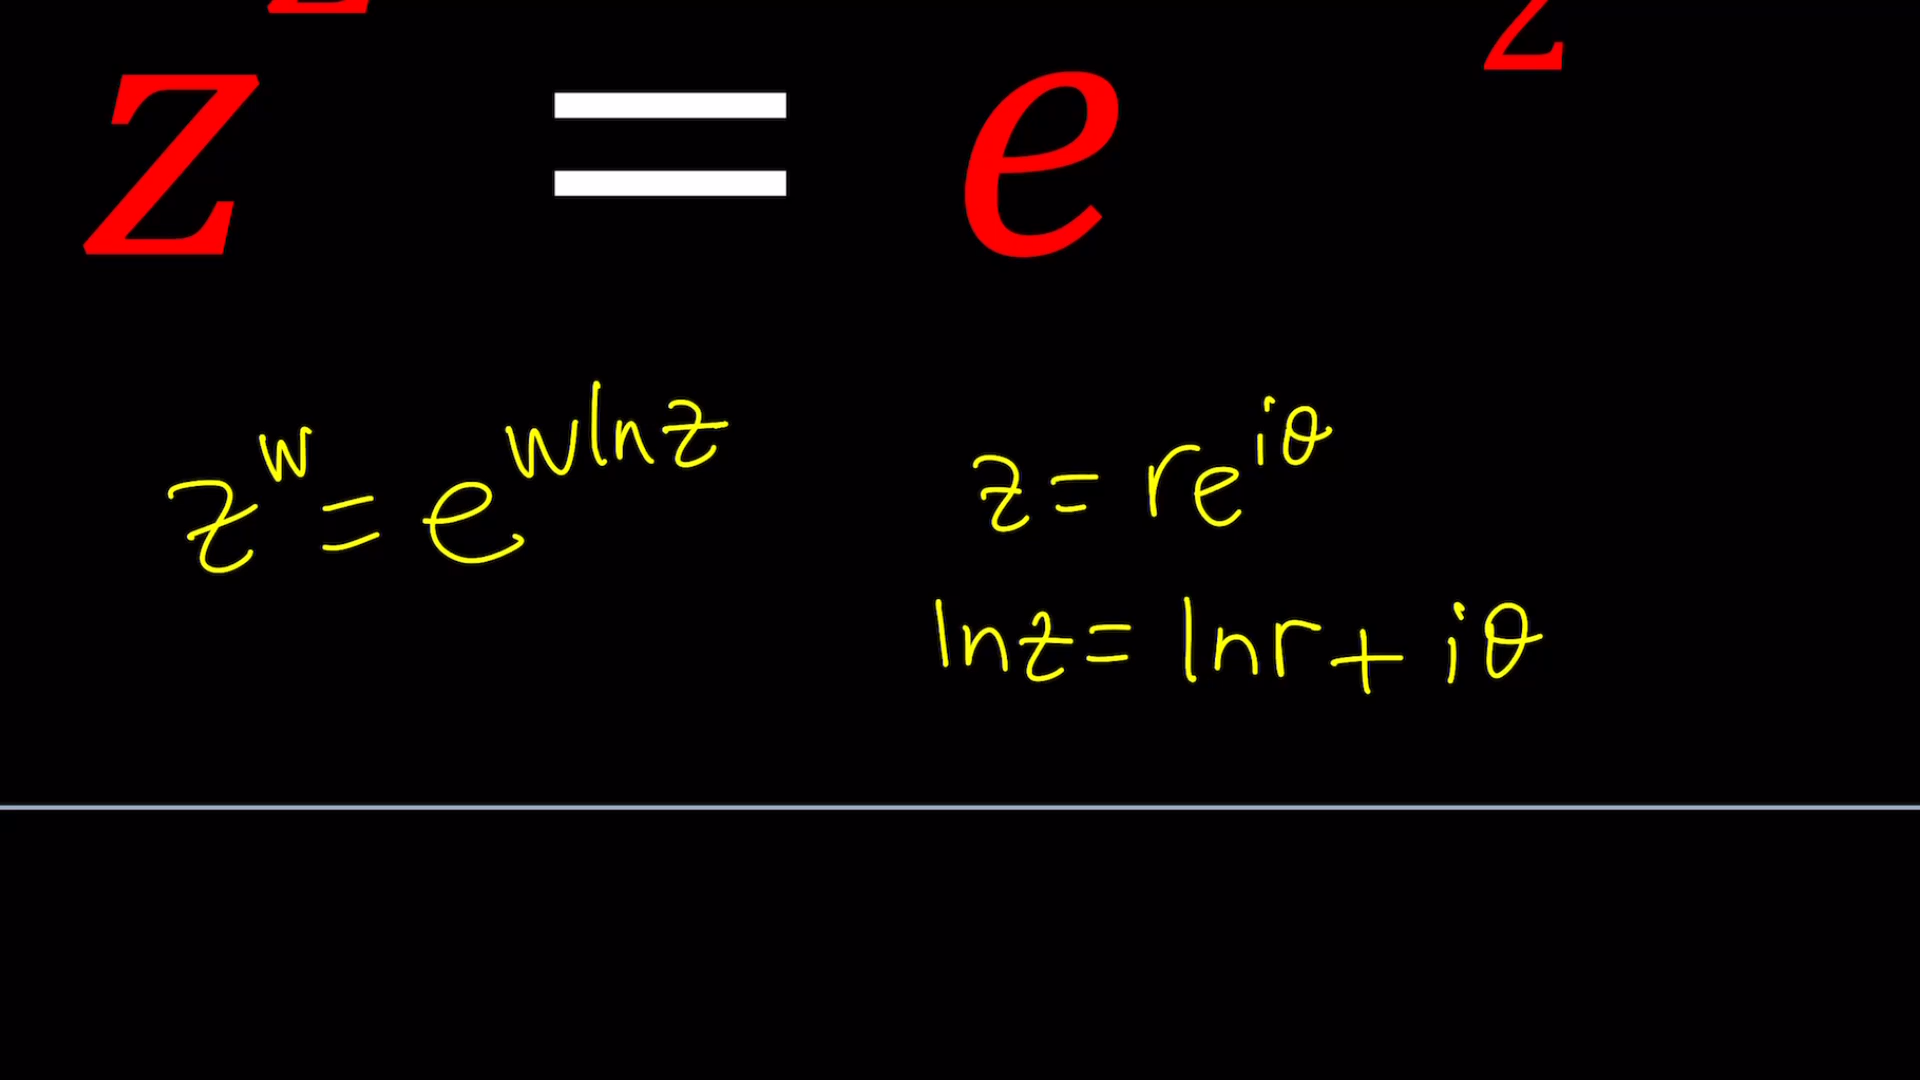 z = e
z^w = e^{w ln z} z = re^{iθ}
ln z = ln r + iθ